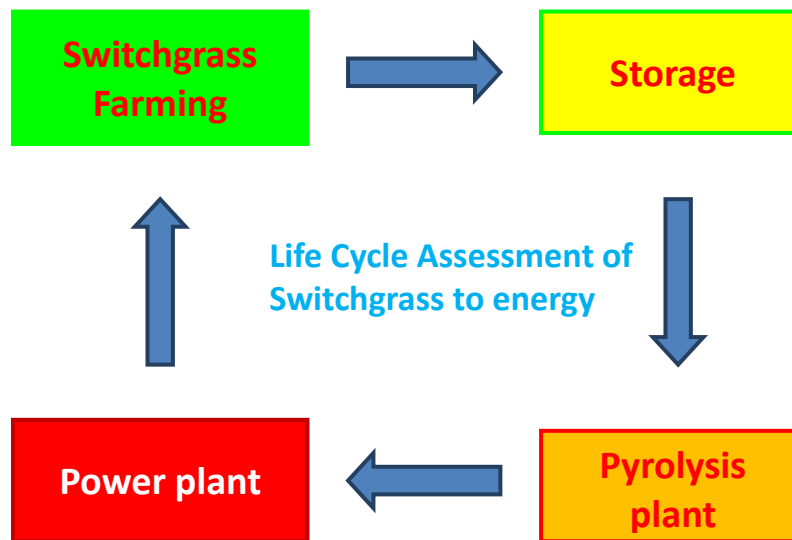 Switchgrass
Farming
Storage
Life Cycle Assessment of
Switchgrass to energy
Power plant
Pyrolysis
plant